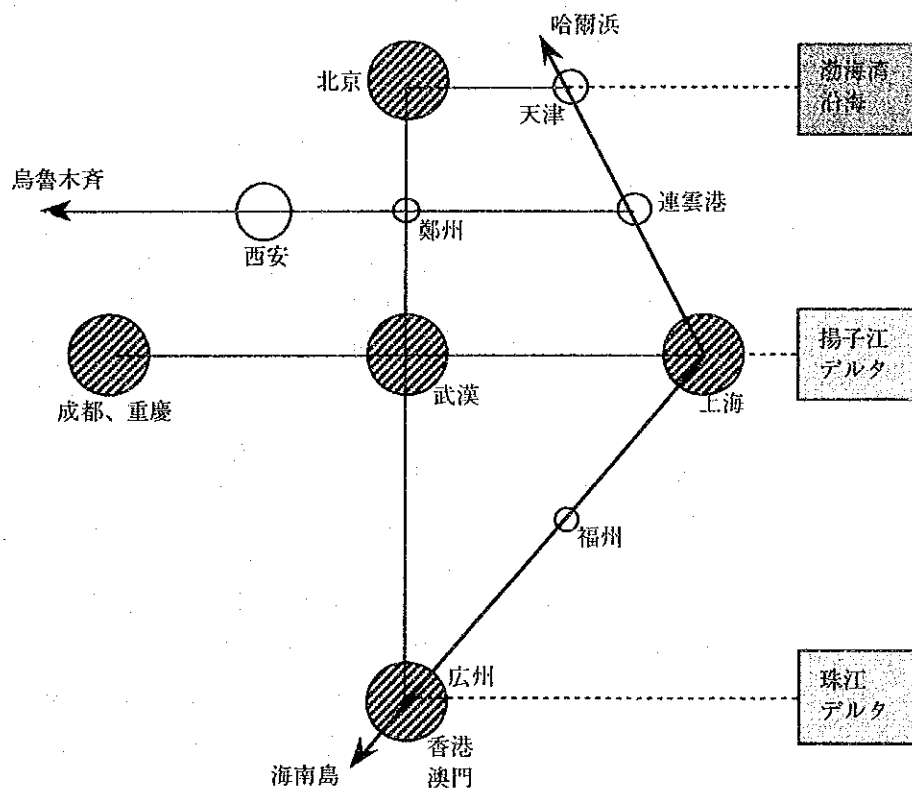 哈爾浜
北京
天津
渤海湾
沿海
烏魯木斉
西安
鄭州
連雲港
成都、重慶
武漢
上海
揚子江
デルタ
福州
広州
香港
澳門
海南島
珠江
デルタ